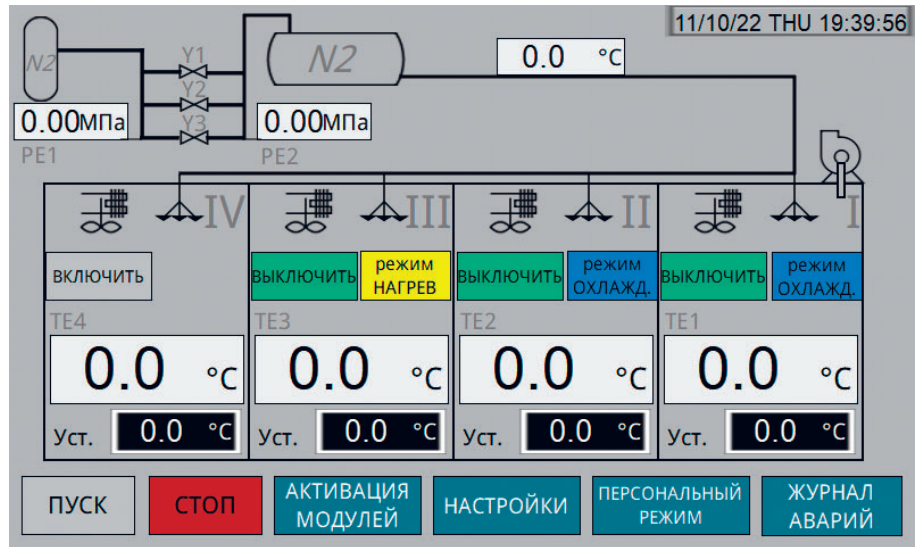 11/10/22 THU 19:39:56
N2
Y1
N2
0.0 °C
Y2
0.00МПа
Y3
0.00МПа
PE1
PE2
IV
III
II
I
ВКЛЮЧИТЬ
ВЫКЛЮЧИТЬ
режим
НАГРЕВ
ВЫКЛЮЧИТЬ
режим
ОХЛАЖД.
ВЫКЛЮЧИТЬ
режим
ОХЛАЖД.
TE4
TE3
TE2
TE1
0.0 °C
0.0 °C
0.0 °C
0.0 °C
Уст. 0.0 °C
Уст. 0.0 °C
Уст. 0.0 °C
Уст. 0.0 °C
ПУСК
СТОП
АКТИВАЦИЯ
МОДУЛЕЙ
НАСТРОЙКИ
ПЕРСОНАЛЬНЫЙ
РЕЖИМ
ЖУРНАЛ
АВАРИЙ